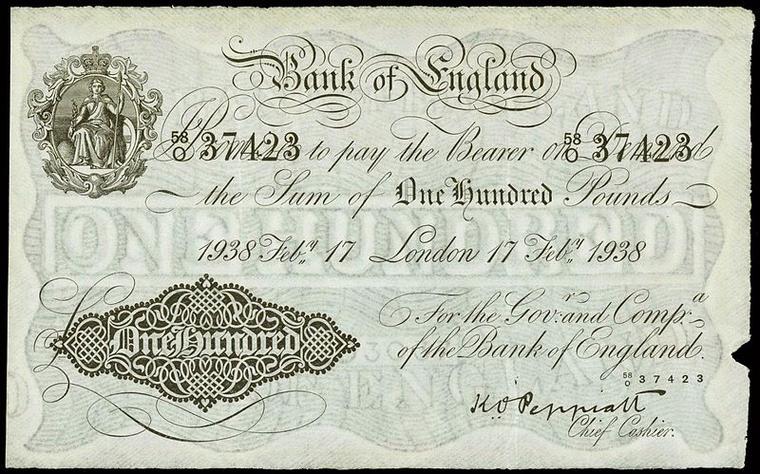 Bank of England
58/O 37423 58/O 37423
Promise to pay the Bearer on Demand
the Sum of One Hundred Pounds
1938 Feby 17 London 17 Feby 1938
For the Govr. and Compa.
One Hundred of the Bank of England.
58/O 37423
K.O. Peppiatt
Chief Cashier.